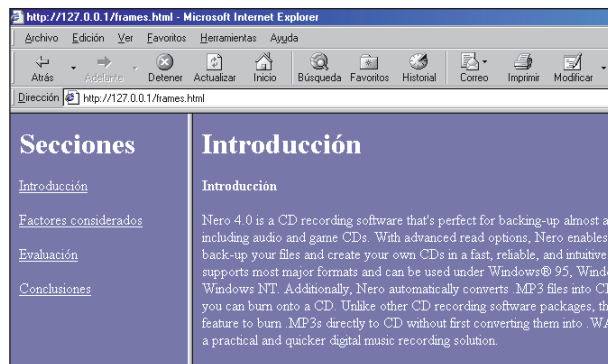 http://127.0.0.1/frames.html - Microsoft Internet Explorer
Archivo Edición Ver Favoritos Herramientas Ayuda
Atrás Adelante Detener Actualizar Inicio Búsqueda Favoritos Historial Correo Imprimir Modificar
Dirección http://127.0.0.1/frames.html
Secciones
Introducción
Factores considerados
Evaluación
Conclusiones
Introducción
Introducción
Nero 4.0 is a CD recording software that's perfect for backing-up almost a
including audio and game CDs. With advanced read options, Nero enables
back-up your files and create your own CDs in a fast, reliable, and intuitive
supports most major formats and can be used under Windows® 95, Wind
Windows NT. Additionally, Nero automatically converts .MP3 files into CD
you can burn onto a CD. Unlike other CD recording software packages, th
feature to burn .MP3s directly to CD without first converting them into .WA
a practical and quicker digital music recording solution.